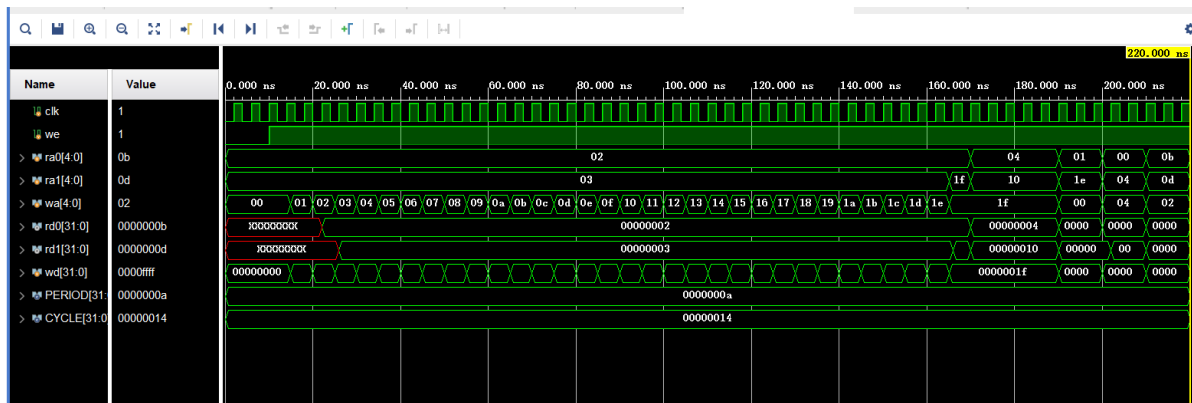 220.000 ns
Name Value
0.000 ns 20.000 ns 40.000 ns 60.000 ns 80.000 ns 100.000 ns 120.000 ns 140.000 ns 160.000 ns 180.000 ns 200.000 ns
clk 1
we 1
ra0[4:0] 0b 02 04 01 00 0b
ra1[4:0] 0d 03 1f 10 1e 04 0d
wa[4:0] 02 00 01 02 03 04 05 06 07 08 09 0a 0b 0c 0d 0e 0f 10 11 12 13 14 15 16 17 18 19 1a 1b 1c 1d 1e 1f 00 04 02
rd0[31:0] 0000000b XXXXXXXX 00000002 00000004 0000 0000 0000
rd1[31:0] 0000000d XXXXXXXX 00000003 00000010 00000 00 0000
wd[31:0] 0000ffff 00000000 0000001f 0000 0000 0000
PERIOD[31: 0000000a 0000000a
CYCLE[31:0 00000014 00000014